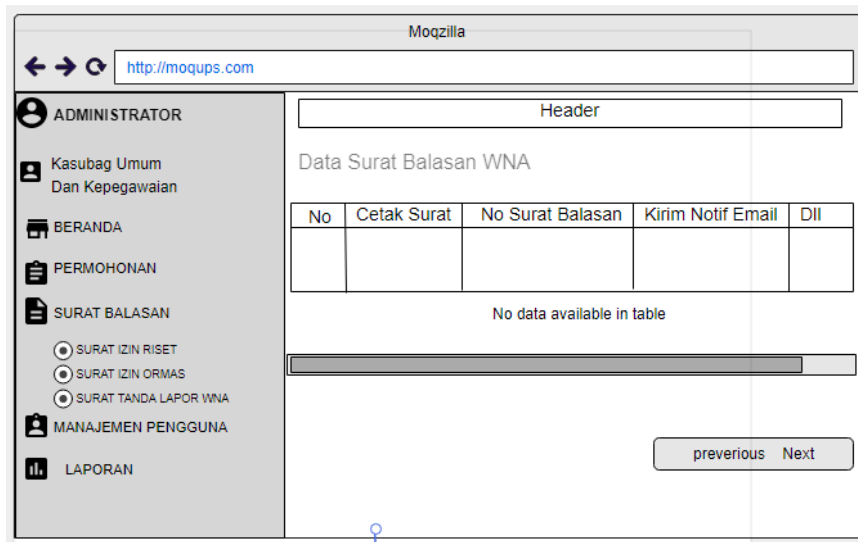 Moqzilla
http://moqups.com
ADMINISTRATOR
Kasubag Umum
Dan Kepegawaian
BERANDA
PERMOHONAN
SURAT BALASAN
SURAT IZIN RISET
SURAT IZIN ORMAS
SURAT TANDA LAPOR WNA
MANAJEMEN PENGGUNA
LAPORAN
Header
Data Surat Balasan WNA
No Cetak Surat No Surat Balasan Kirim Notif Email Dll
No data available in table
preverious Next